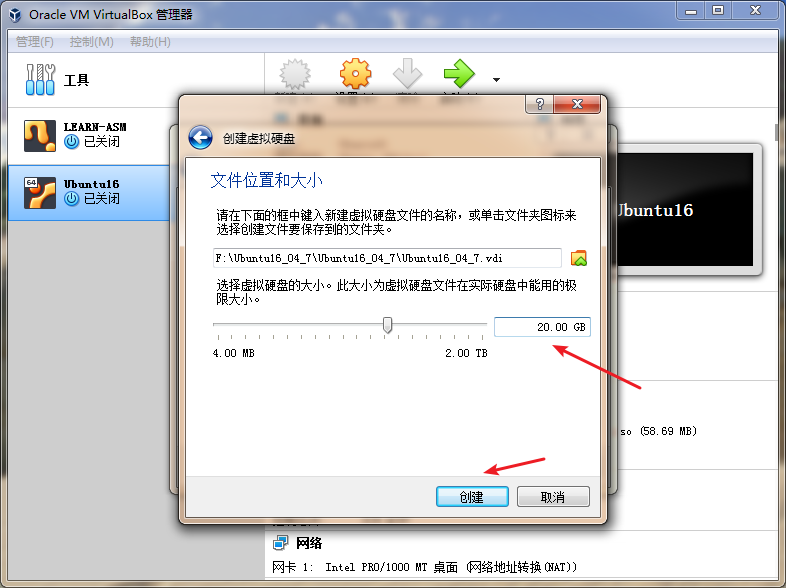 Oracle VM VirtualBox 管理器
管理(F) 控制(M) 帮助(H)
工具
LEARN-ASM
已关闭
64
Ubuntu16
已关闭
?
创建虚拟硬盘
文件位置和大小
请在下面的框中键入新建虚拟硬盘文件的名称，或单击文件夹图标来
选择创建文件要保存到的文件夹。
F:\Ubuntu16_04_7\Ubuntu16_04_7\Ubuntu16_04_7.vdi
选择虚拟硬盘的大小。此大小为虚拟硬盘文件在实际硬盘中能用的极
限大小。
20.00 GB
4.00 MB 2.00 TB
创建 取消
Ubuntu16
so (58.69 MB)
网络
网卡 1: Intel PRO/1000 MT 桌面 (网络地址转换(NAT))